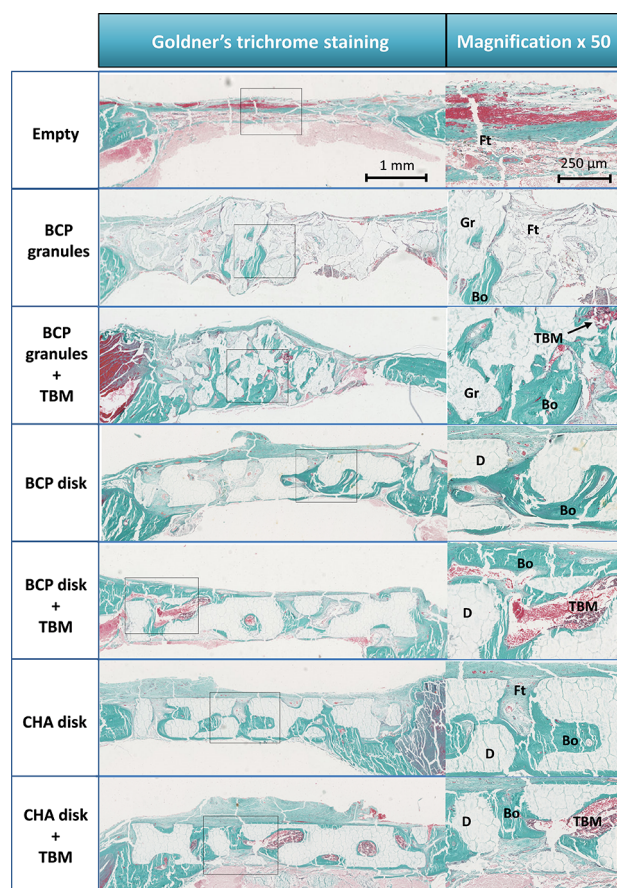 Goldner's trichrome staining
Magnification x 50
Empty
1 mm
Ft
250 µm
BCP
granules
Gr
Ft
Bo
BCP
granules
+
TBM
TBM
Gr
Bo
BCP disk
D
Bo
BCP disk
+
TBM
Bo
D
TBM
CHA disk
Ft
D
Bo
CHA disk
+
TBM
D
Bo
TBM